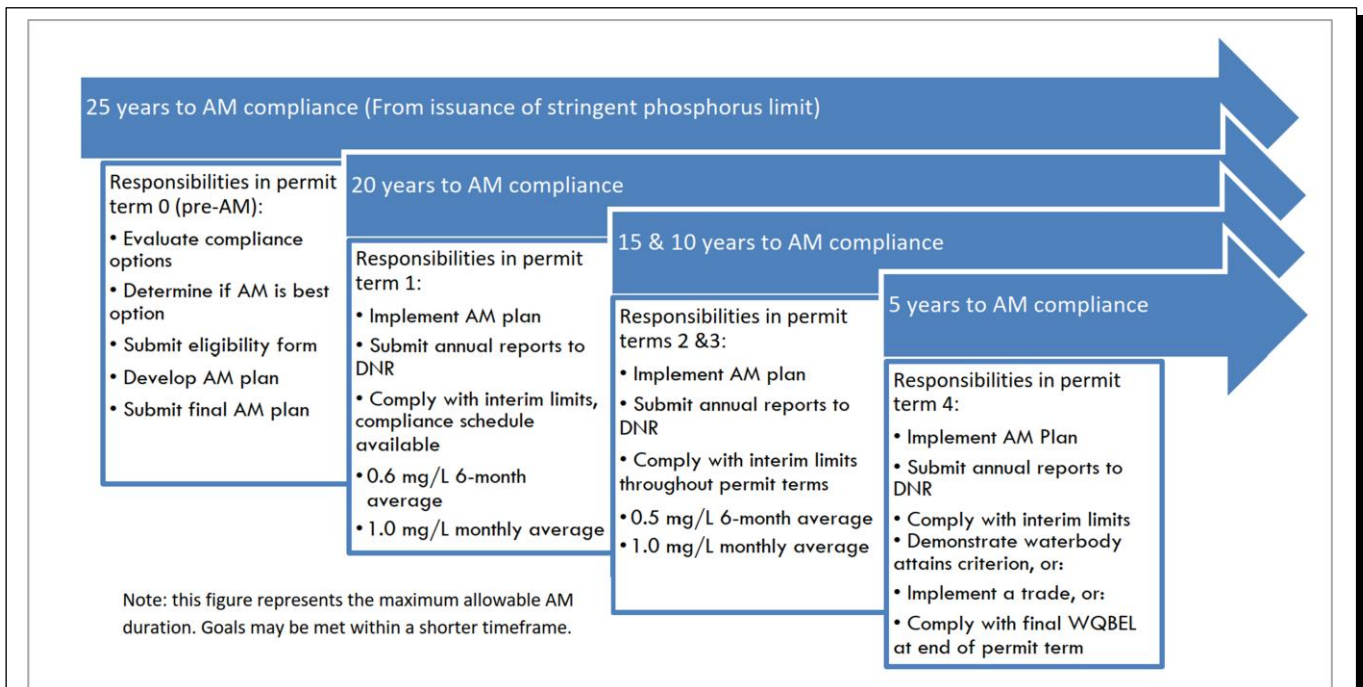 25 years to AM compliance (From issuance of stringent phosphorus limit)
Responsibilities in permit
term 0 (pre-AM):
• Evaluate compliance
options
• Determine if AM is best
option
• Submit eligibility form
• Develop AM plan
• Submit final AM plan
20 years to AM compliance
Responsibilities in permit
term 1:
• Implement AM plan
• Submit annual reports to
DNR
• Comply with interim limits,
compliance schedule
available
•0.6 mg/L 6-month
average
• 1.0 mg/L monthly average
15 & 10 years to AM compliance
Responsibilities in permit
terms 2 &3:
• Implement AM plan
• Submit annual reports to
DNR
• Comply with interim limits
throughout permit terms
•0.5 mg/L 6-month average
• 1.0 mg/L monthly average
5 years to AM compliance
Responsibilities in permit
term 4:
• Implement AM Plan
• Submit annual reports to
DNR
• Comply with interim limits
• Demonstrate waterbody
attains criterion, or:
• Implement a trade, or:
• Comply with final WQBEL
at end of permit term
Note: this figure represents the maximum allowable AM
duration. Goals may be met within a shorter timeframe.